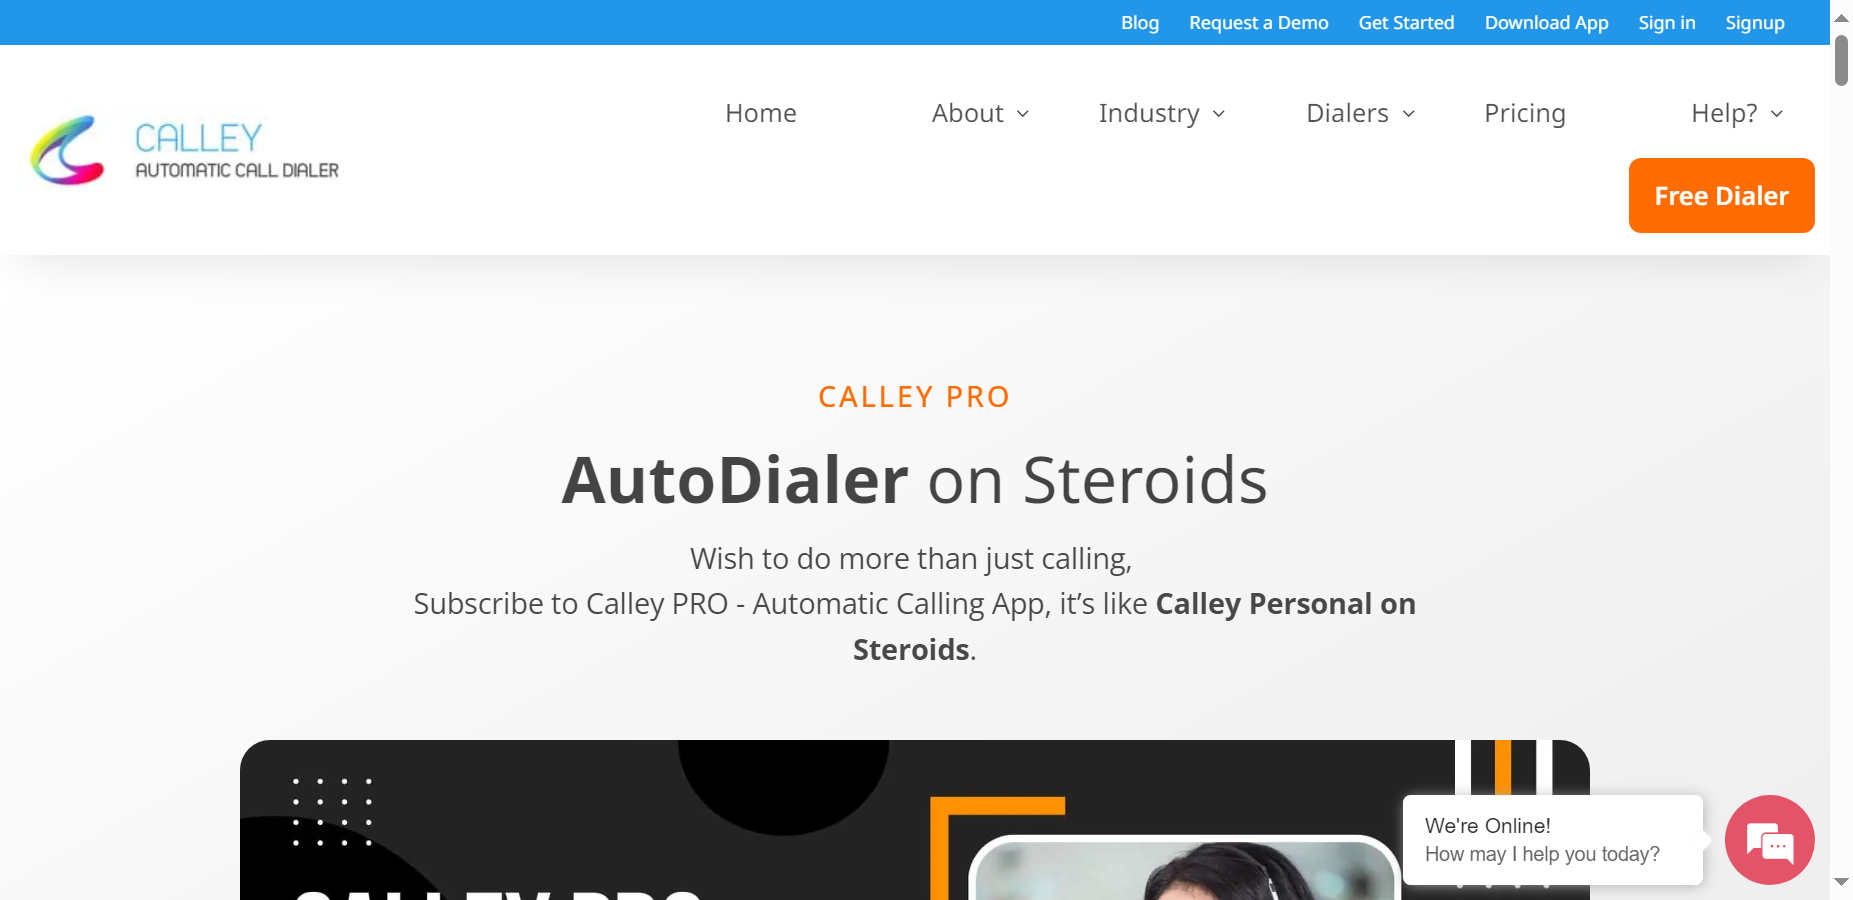 Blog Request a Demo Get Started Download App Sign in Signup
CALLEY
AUTOMATIC CALL DIALER
Home About Industry Dialers Pricing Help?
Free Dialer
CALLEY PRO
AutoDialer on Steroids
Wish to do more than just calling,
Subscribe to Calley PRO - Automatic Calling App, it’s like Calley Personal on
Steroids.
CALLEY PRO
We're Online!
How may I help you today?